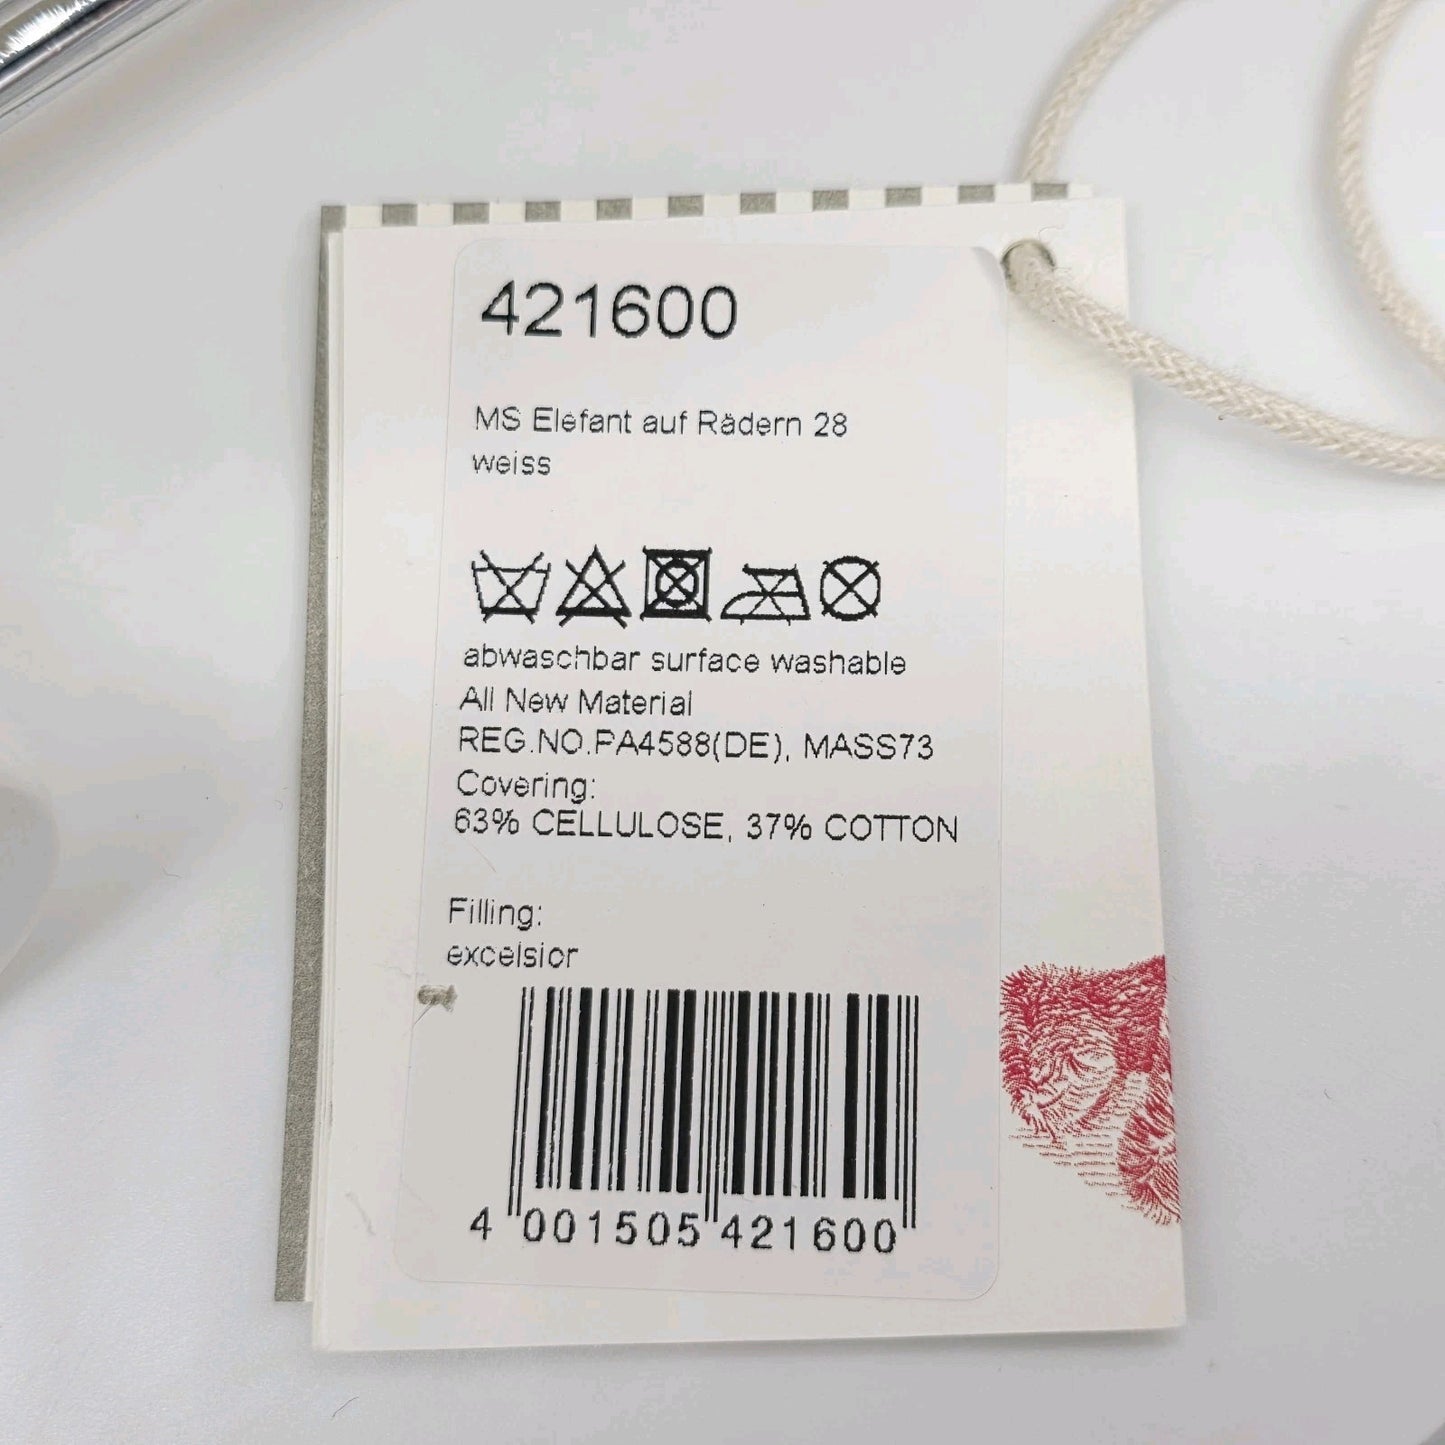 421600
MS Elefant auf Rädern 28
weiss
abwaschbar surface washable
All New Material
REG.NO.PA4588(DE), MASS73
Covering:
63% CELLULOSE, 37% COTTON
Filling:
excelsior
4 001505 421600